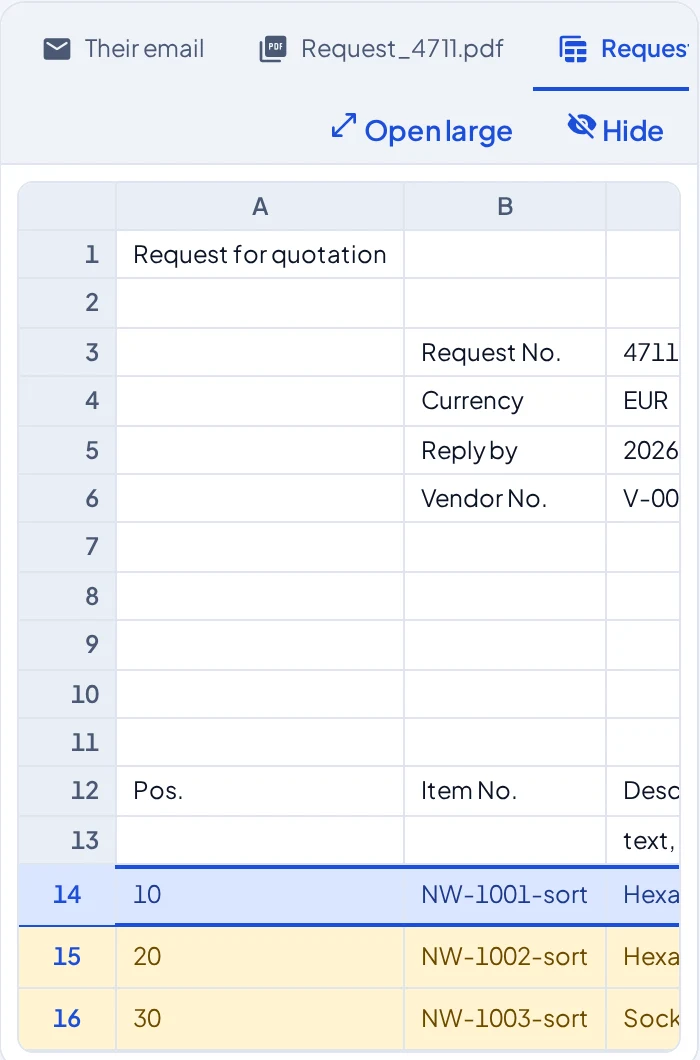 Their email Request_4711.pdf Reques
Open large Hide
A B
1 Request for quotation
2
3 Request No. 4711
4 Currency EUR
5 Reply by 2026
6 Vendor No. V-00
7
8
9
10
11
12 Pos. Item No. Desc
13 text,
14 10 NW-1001-sort Hexa
15 20 NW-1002-sort Hexa
16 30 NW-1003-sort Sock